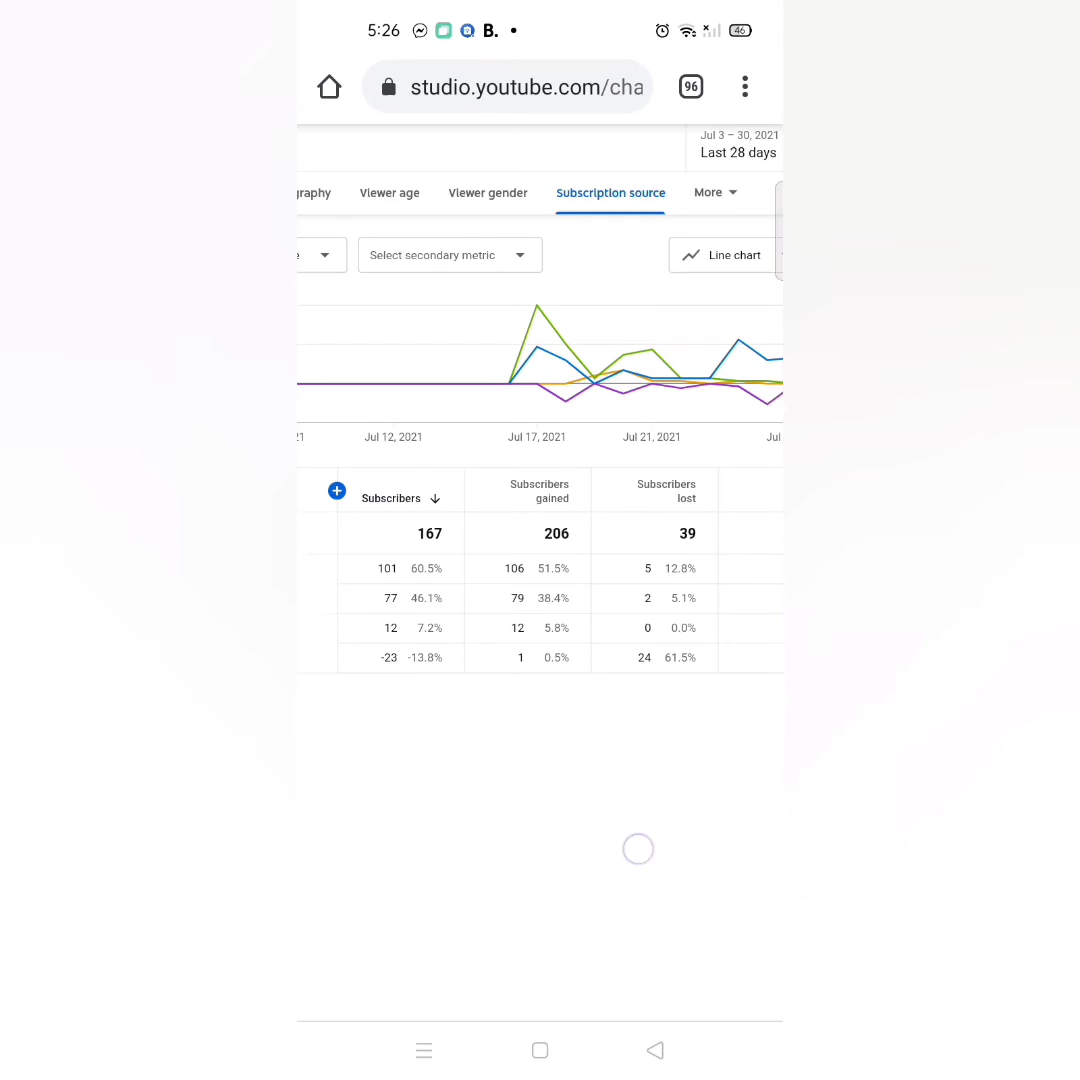 5:26 B. 46
studio.youtube.com/cha 96
Jul 3 – 30, 2021
Last 28 days
graphy Viewer age Viewer gender Subscription source More
e Select secondary metric Line chart
21 Jul 12, 2021 Jul 17, 2021 Jul 21, 2021 Jul
Subscribers Subscribers gained Subscribers lost
167 206 39
101 60.5% 106 51.5% 5 12.8%
77 46.1% 79 38.4% 2 5.1%
12 7.2% 12 5.8% 0 0.0%
-23 -13.8% 1 0.5% 24 61.5%